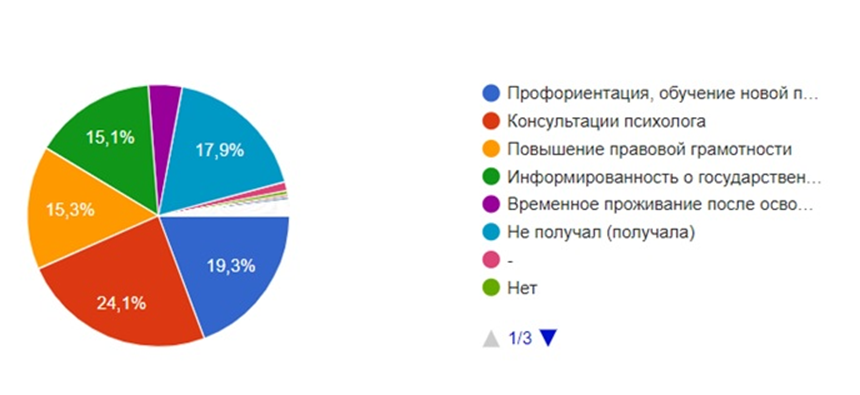 15,1%
17,9%
15,3%
19,3%
24,1%
Профориентация, обучение новой п...
Консультации психолога
Повышение правовой грамотности
Информированность о государствен...
Временное проживание после осво...
Не получал (получала)
-
Нет
1/3